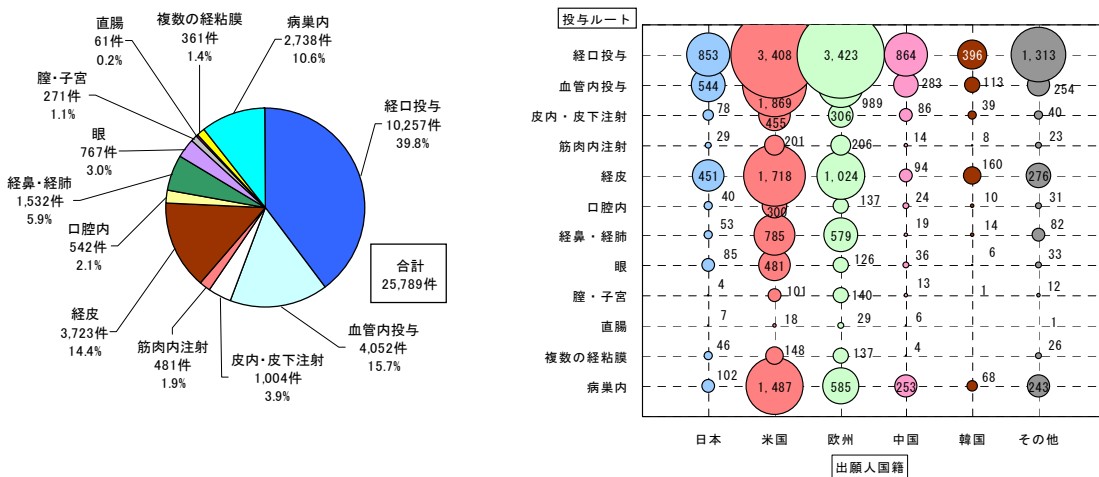 直腸
61件
0.2%
複数の経粘膜
361件
1.4%
病巣内
2,738件
10.6%
膣・子宮
271件
1.1%
眼
767件
3.0%
経鼻・経肺
1,532件
5.9%
口腔内
542件
2.1%
経皮
3,723件
14.4%
筋肉内注射
481件
1.9%
皮内・皮下注射
1,004件
3.9%
血管内投与
4,052件
15.7%
経口投与
10,257件
39.8%
合計
25,789件
投与ルート
経口投与 853 3,408 3,423 864 396 1,313
血管内投与 544 1,869 989 283 113 254
皮内・皮下注射 78 455 306 86 39 40
筋肉内注射 29 201 206 14 8 23
経皮 451 1,718 1,024 94 160 276
口腔内 40 300 137 24 10 31
経鼻・経肺 53 785 579 19 14 82
眼 85 481 126 36 6 33
膣・子宮 4 101 140 13 1 12
直腸 7 18 29 6 1
複数の経粘膜 46 148 137 4 26
病巣内 102 1,487 585 253 68 243
日本 米国 欧州 中国 韓国 その他
出願人国籍